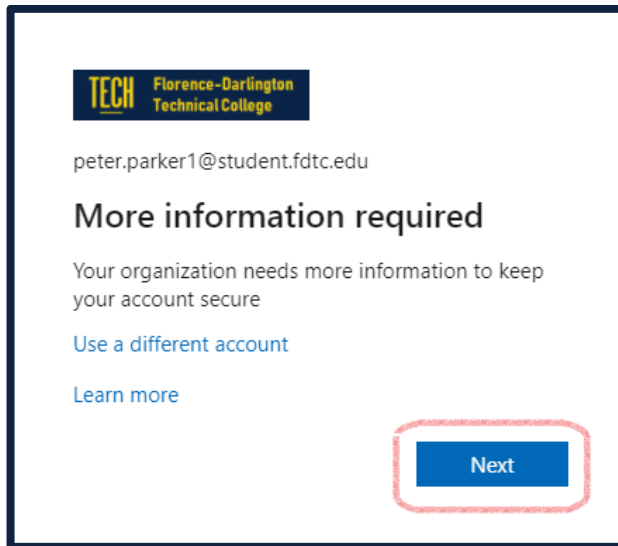 TECH
Florence-Darlington
Technical College
peter.parker1@student.fdtc.edu
More information required
Your organization needs more information to keep
your account secure
Use a different account
Learn more
Next